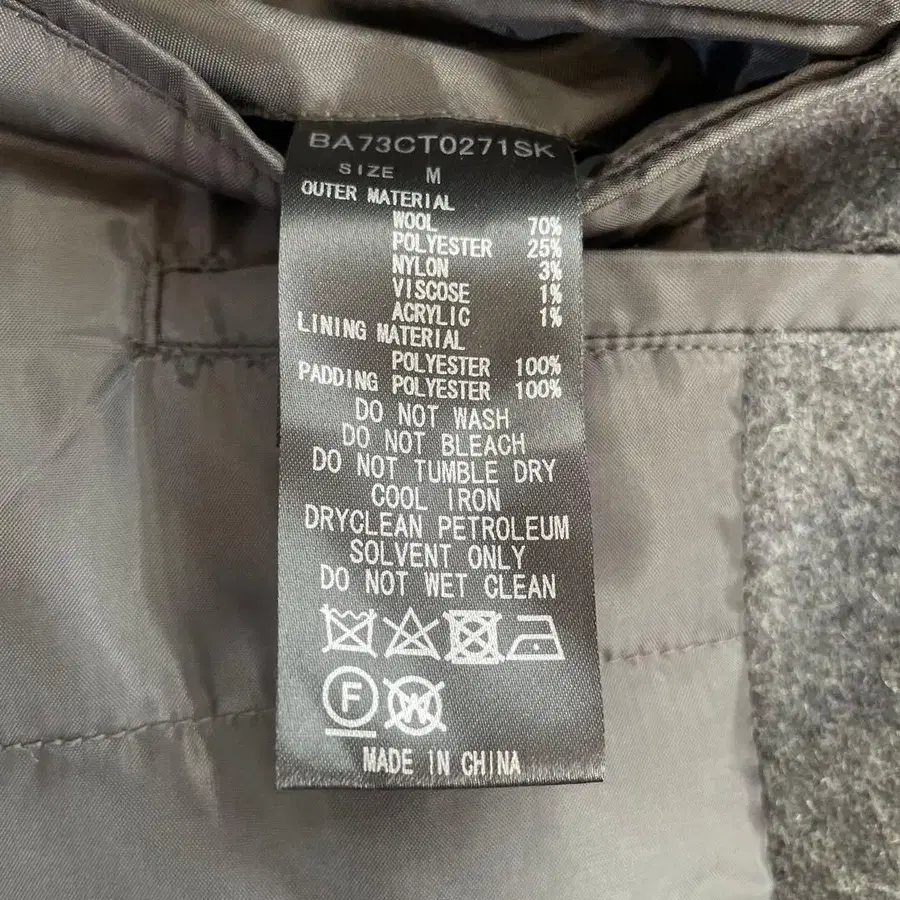 BA73CT0271SK
SIZE M
OUTER MATERIAL
WOOL 70%
POLYESTER 25%
NYLON 3%
VISCOSE 1%
ACRYLIC 1%
LINING MATERIAL
POLYESTER 100%
PADDING POLYESTER 100%
DO NOT WASH
DO NOT BLEACH
DO NOT TUMBLE DRY
COOL IRON
DRYCLEAN PETROLEUM
SOLVENT ONLY
DO NOT WET CLEAN
F W
MADE IN CHINA